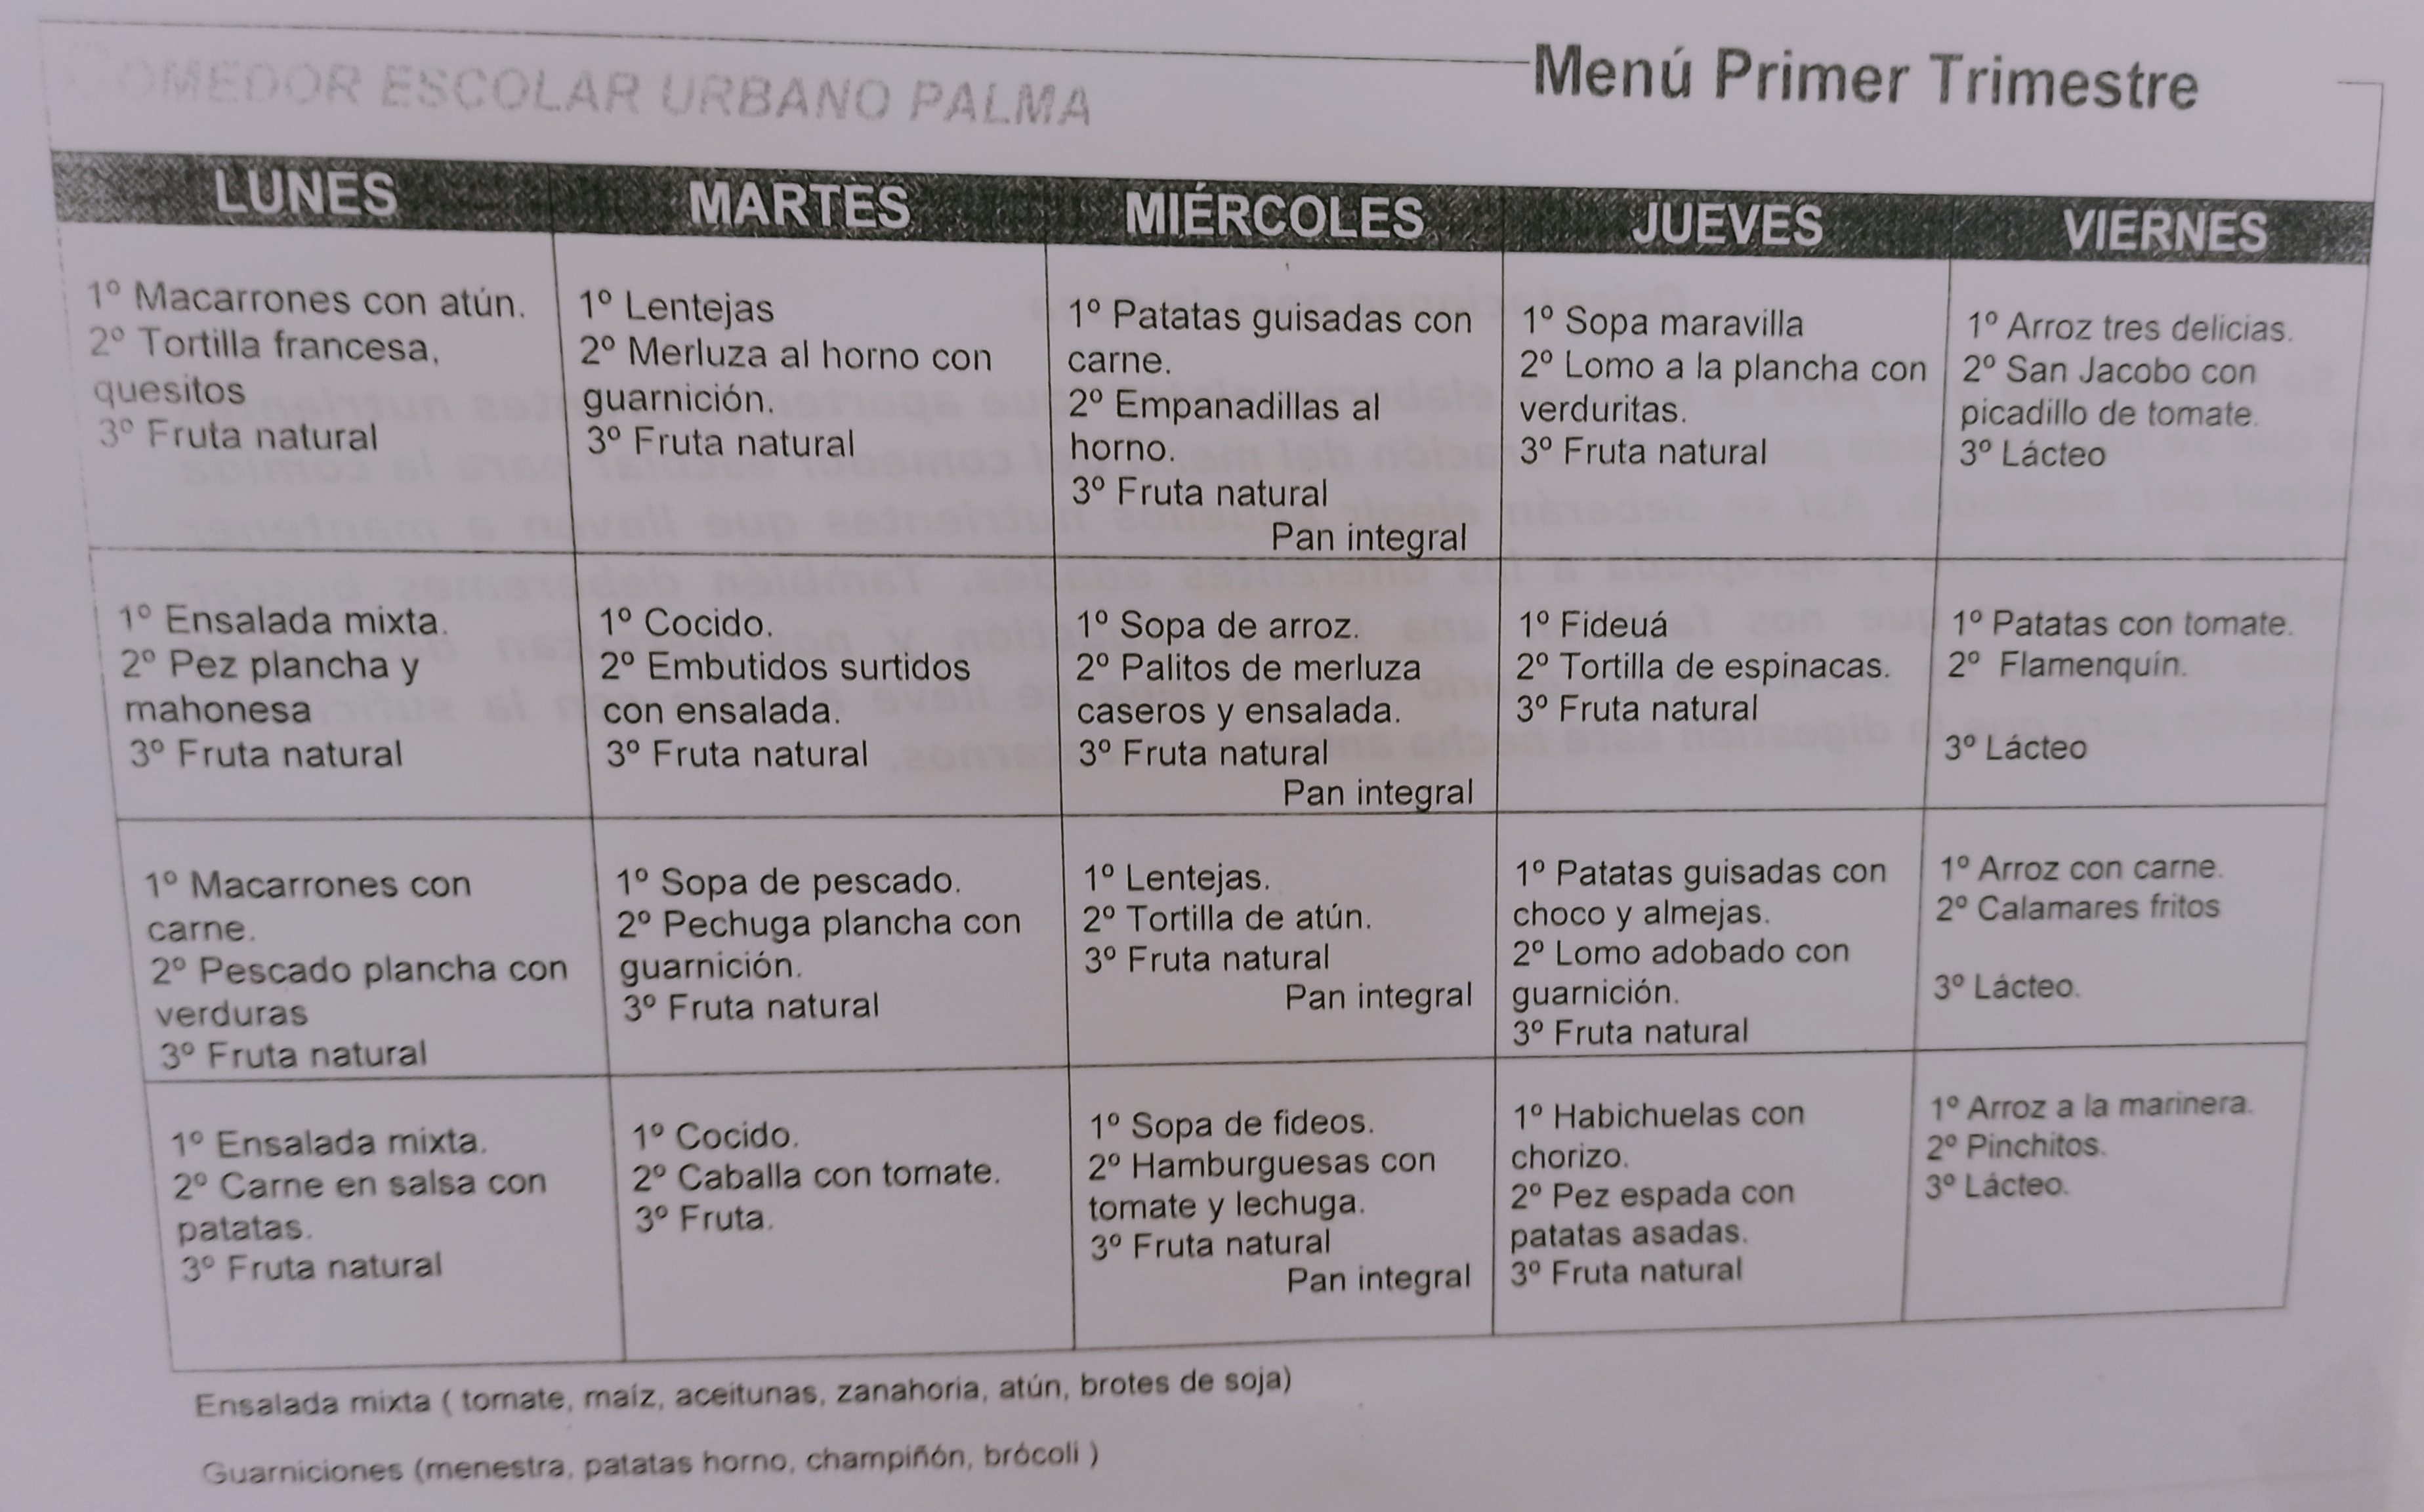 COMEDOR ESCOLAR URBANO PALMA
Menú Primer Trimestre
LUNES
MARTES
MIÉRCOLES
JUEVES
VIERNES
1º Macarrones con atún.
2º Tortilla francesa,
quesitos
3º Fruta natural
1º Lentejas
2º Merluza al horno con
guarnición.
3º Fruta natural
1º Patatas guisadas con
carne.
2º Empanadillas al
horno.
3º Fruta natural
Pan integral
1º Sopa maravilla
2º Lomo a la plancha con
verduritas.
3º Fruta natural
1º Arroz tres delicias.
2º San Jacobo con
picadillo de tomate.
3º Lácteo
1º Ensalada mixta.
2º Pez plancha y
mahonesa
3º Fruta natural
1º Cocido.
2º Embutidos surtidos
con ensalada.
3º Fruta natural
1º Sopa de arroz.
2º Palitos de merluza
caseros y ensalada.
3º Fruta natural
Pan integral
1º Fideuá
2º Tortilla de espinacas.
3º Fruta natural
1º Patatas con tomate.
2º Flamenquín.
3º Lácteo
1º Macarrones con
carne.
2º Pescado plancha con
verduras
3º Fruta natural
1º Sopa de pescado.
2º Pechuga plancha con
guarnición.
3º Fruta natural
1º Lentejas.
2º Tortilla de atún.
3º Fruta natural
Pan integral
1º Patatas guisadas con
choco y almejas.
2º Lomo adobado con
guarnición.
3º Fruta natural
1º Arroz con carne.
2º Calamares fritos
3º Lácteo.
1º Ensalada mixta.
2º Carne en salsa con
patatas.
3º Fruta natural
1º Cocido.
2º Caballa con tomate.
3º Fruta.
1º Sopa de fideos.
2º Hamburguesas con
tomate y lechuga.
3º Fruta natural
Pan integral
1º Habichuelas con
chorizo.
2º Pez espada con
patatas asadas.
3º Fruta natural
1º Arroz a la marinera.
2º Pinchitos.
3º Lácteo.
Ensalada mixta ( tomate, maíz, aceitunas, zanahoria, atún, brotes de soja)
Guarniciones (menestra, patatas horno, champiñón, brócoli )